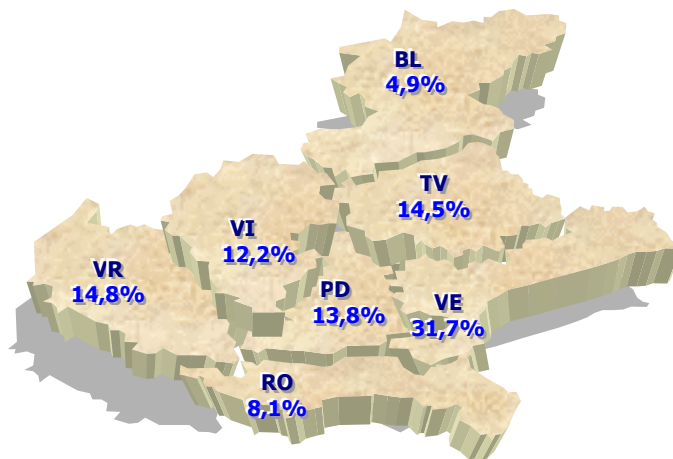 BL
4,9%
TV
14,5%
VI
12,2%
VR
14,8%
PD
13,8%
VE
31,7%
RO
8,1%